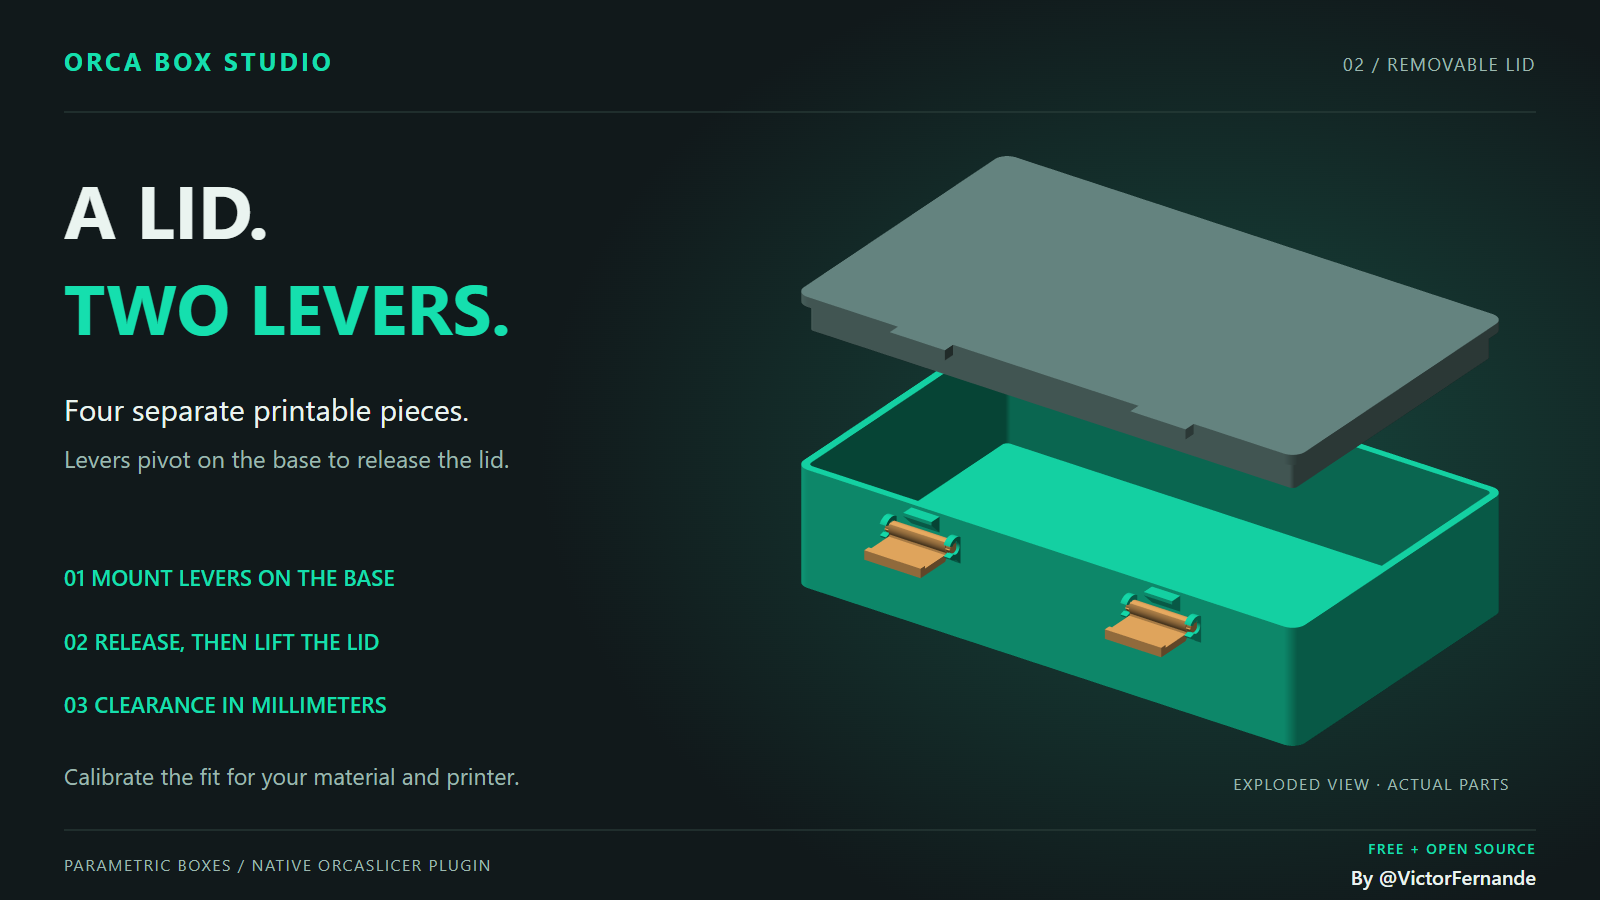 ORCA BOX STUDIO
02 / REMOVABLE LID
A LID.
TWO LEVERS.
Four separate printable pieces.
Levers pivot on the base to release the lid.
01 MOUNT LEVERS ON THE BASE
02 RELEASE, THEN LIFT THE LID
03 CLEARANCE IN MILLIMETERS
Calibrate the fit for your material and printer.
EXPLODED VIEW · ACTUAL PARTS
PARAMETRIC BOXES / NATIVE ORCASLICER PLUGIN
FREE + OPEN SOURCE
By @VictorFernande